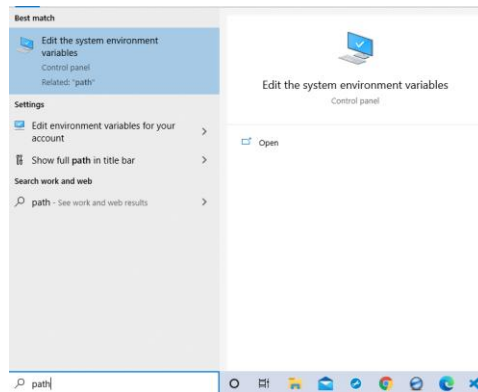 Best match
Edit the system environment
variables
Control panel
Related: "path"
Settings
Edit environment variables for your
account
Show full path in title bar
Search work and web
path - See work and web results
path
Edit the system environment variables
Control panel
Open